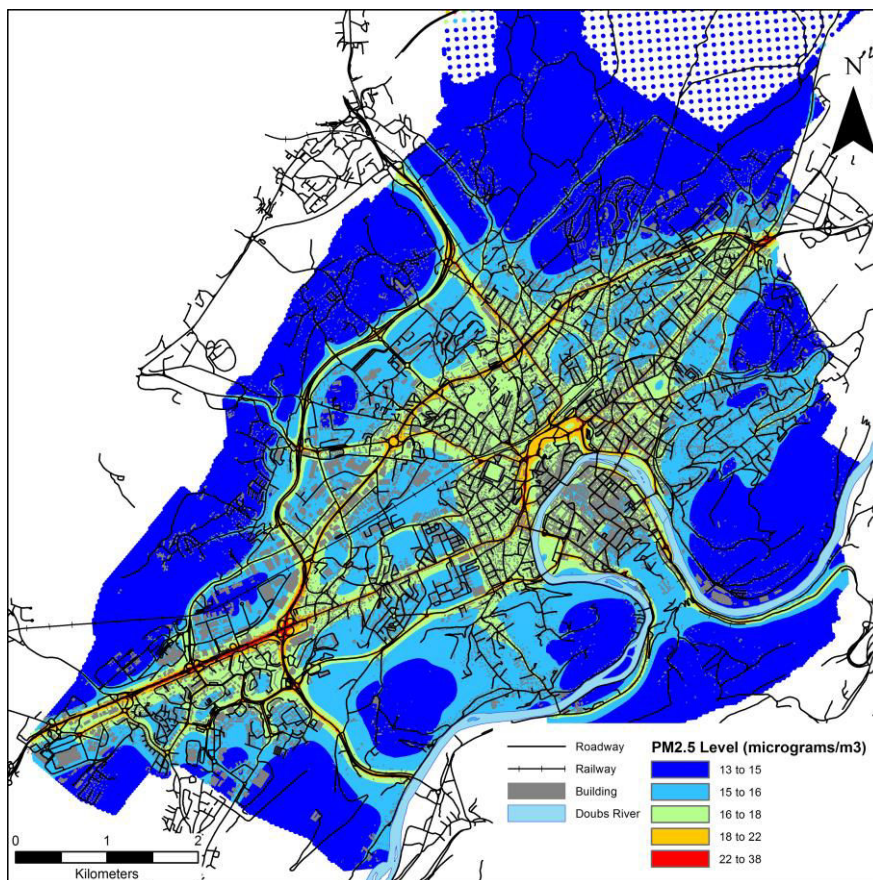 N
Roadway
Railway
Building
Doubs River
PM2.5 Level (micrograms/m3)
13 to 15
15 to 16
16 to 18
18 to 22
22 to 38
0 1 2
Kilometers